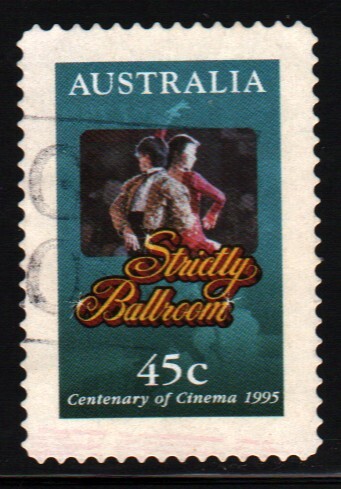 AUSTRALIA
Strictly
Ballroom
45c
Centenary of Cinema 1995